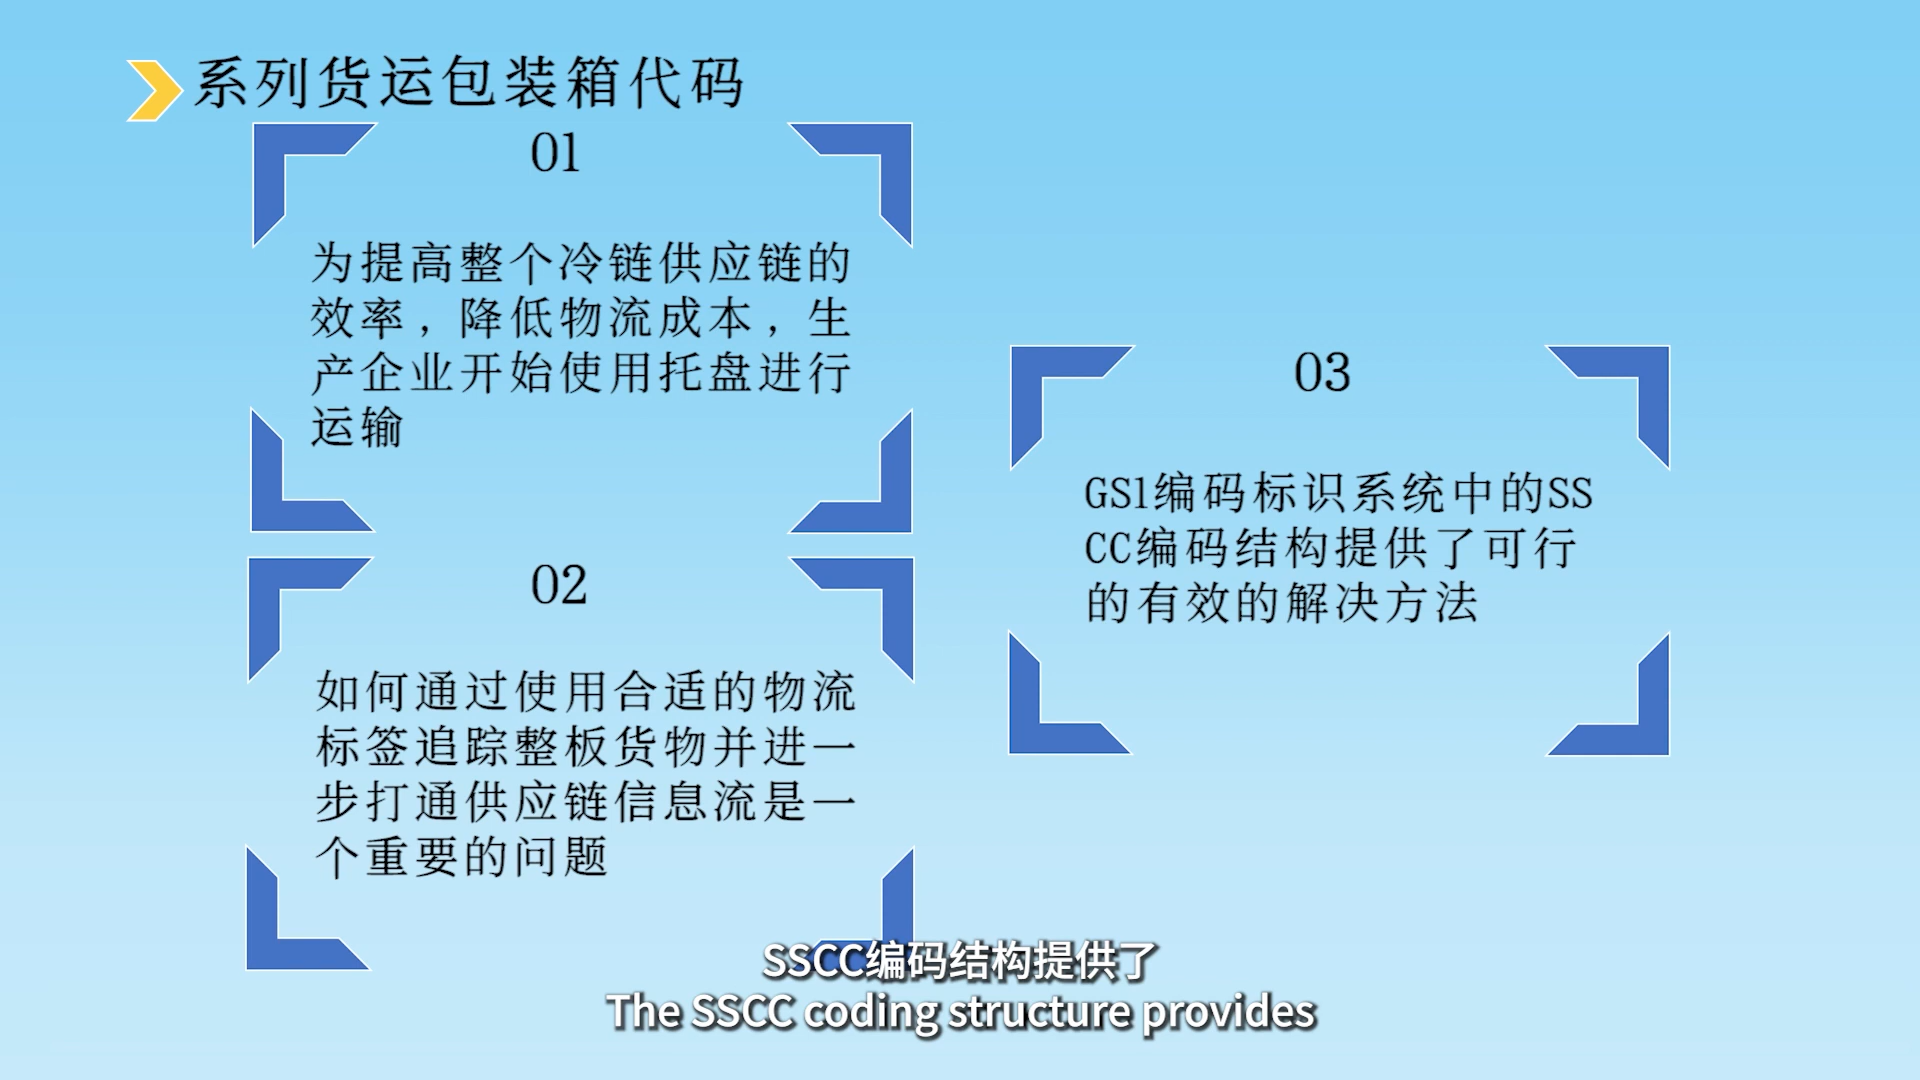 系列货运包装箱代码
01
为提高整个冷链供应链的
效率，降低物流成本，生
产企业开始使用托盘进行
运输
02
如何通过使用合适的物流
标签追踪整板货物并进一
步打通供应链信息流是一
个重要的问题
03
GS1编码标识系统中的SS
CC编码结构提供了可行
的有效的解决方法
SSCC编码结构提供了
The SSCC coding structure provides